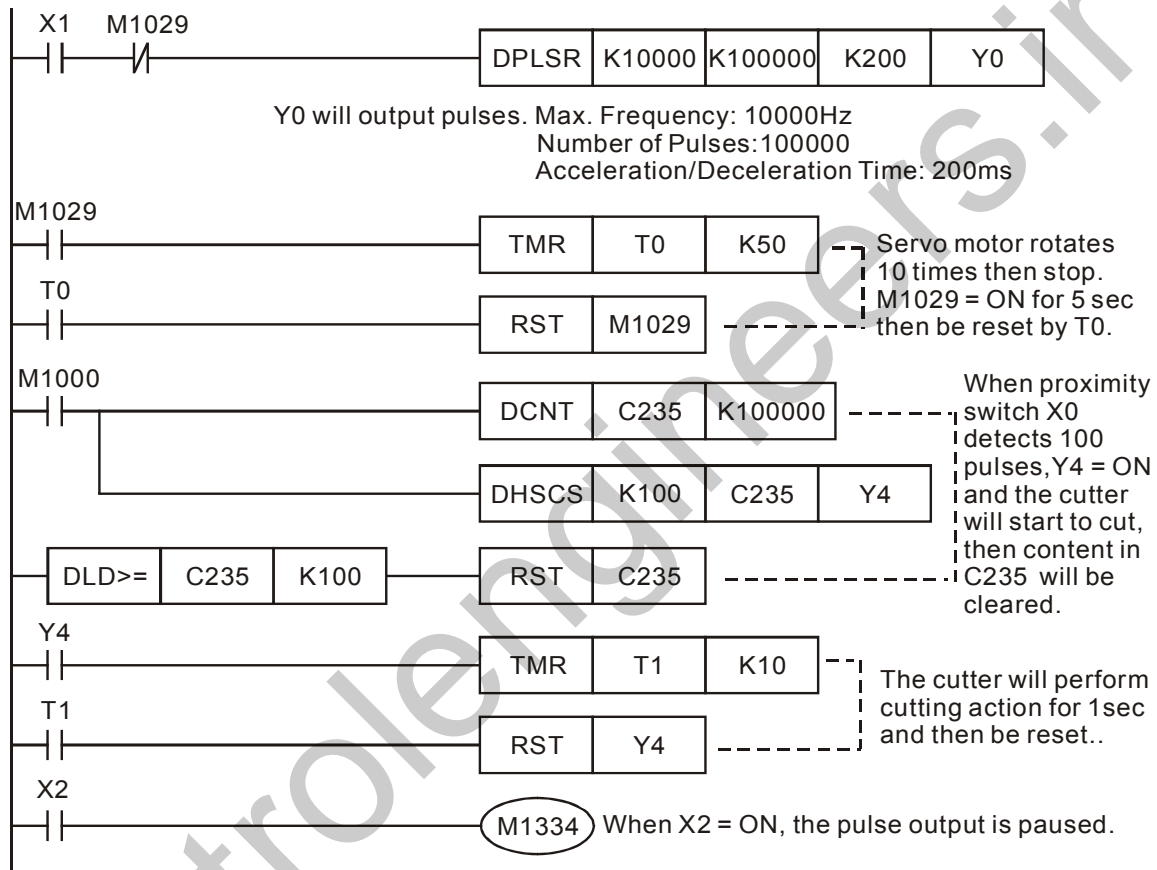 X1 M1029
DPLSR K10000 K100000 K200 Y0
Y0 will output pulses. Max. Frequency: 10000Hz
Number of Pulses:100000
Acceleration/Deceleration Time: 200ms
M1029
TMR T0 K50
Servo motor rotates
10 times then stop.
M1029 = ON for 5 sec
then be reset by T0.
T0
RST M1029
M1000
DCNT C235 K100000
DHSCS K100 C235 Y4
When proximity
switch X0
detects 100
pulses,Y4 = ON
and the cutter
will start to cut,
then content in
C235 will be
cleared.
DLD>= C235 K100 RST C235
Y4
TMR T1 K10
The cutter will perform
cutting action for 1sec
and then be reset..
T1
RST Y4
X2
M1334 When X2 = ON, the pulse output is paused.
trolengineers.ir